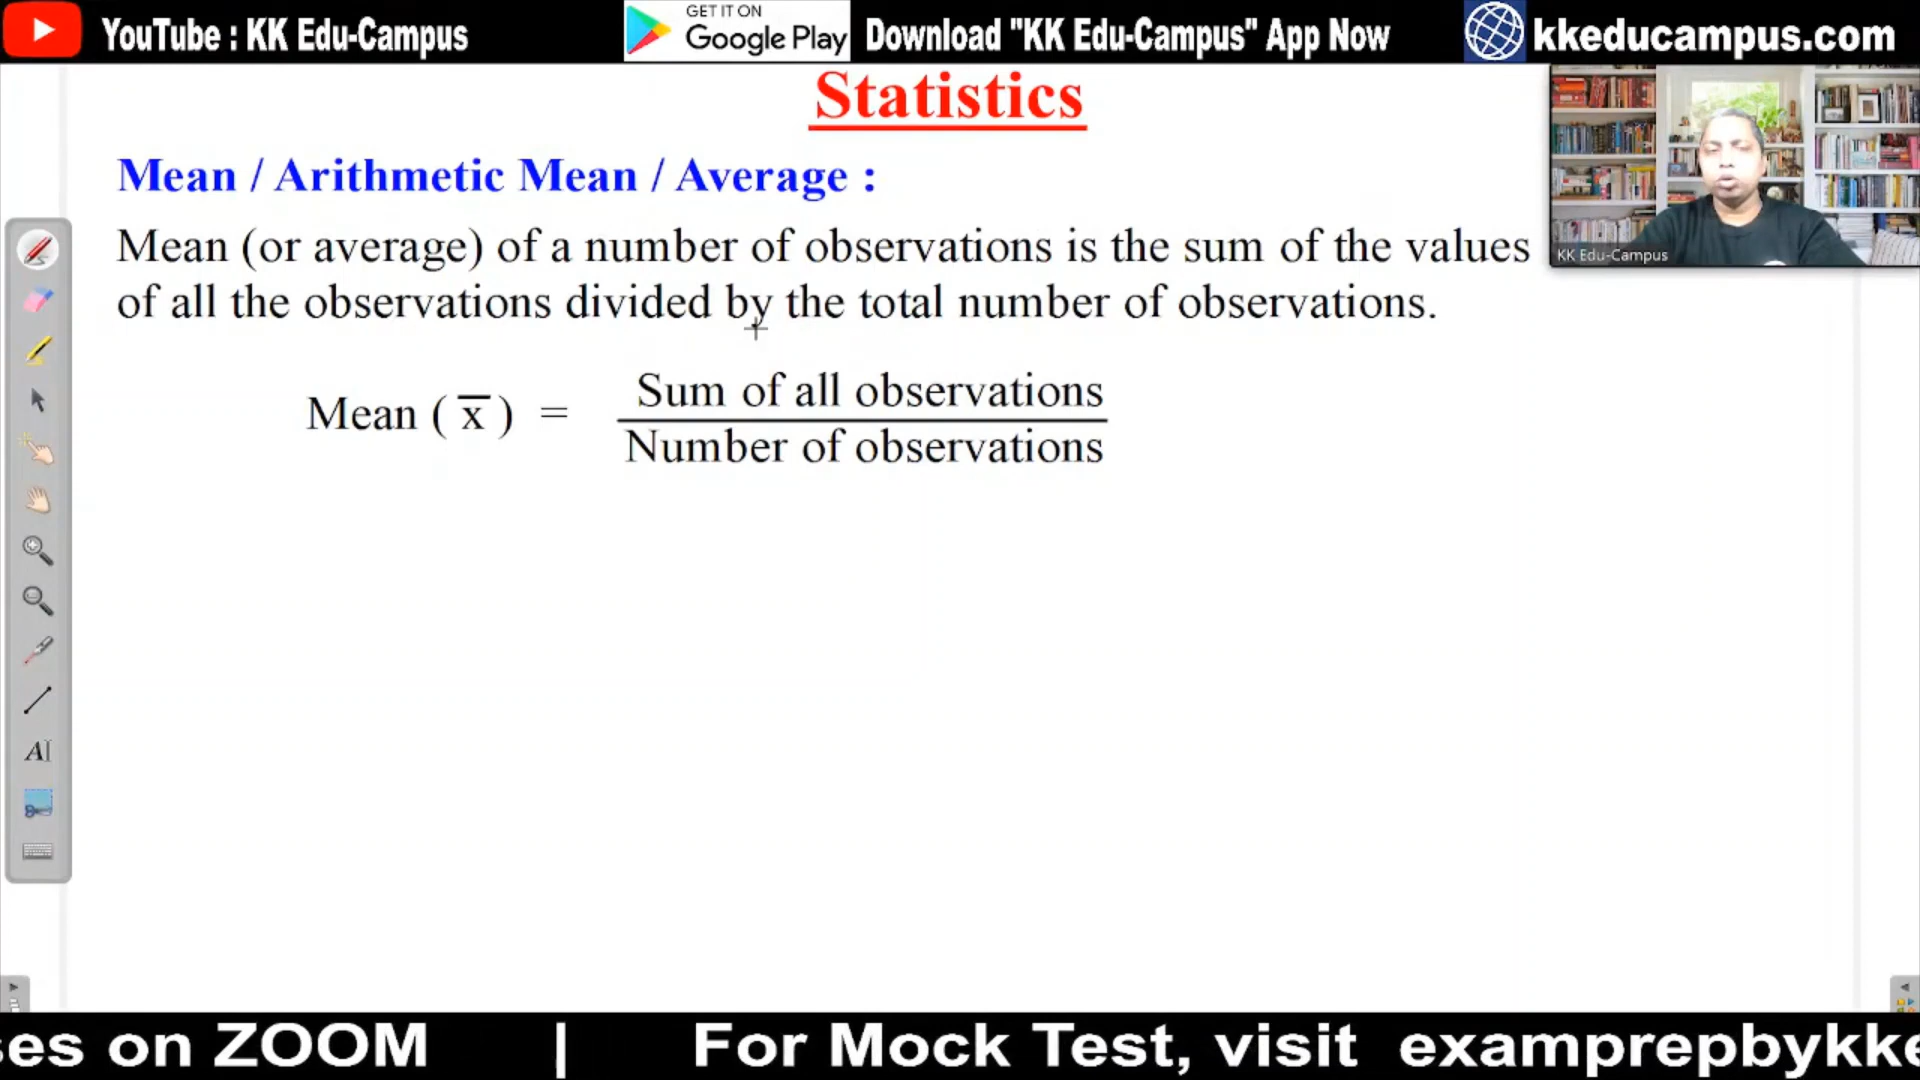 YouTube : KK Edu-Campus
GET IT ON
Google Play
Download "KK Edu-Campus" App Now
kkeducampus.com
Statistics
Mean / Arithmetic Mean / Average :
Mean (or average) of a number of observations is the sum of the values
of all the observations divided by the total number of observations.
KK Edu-Campus
Mean ( x̅ ) = Sum of all observations
Number of observations
AI
ses on ZOOM | For Mock Test, visit examprepbykke